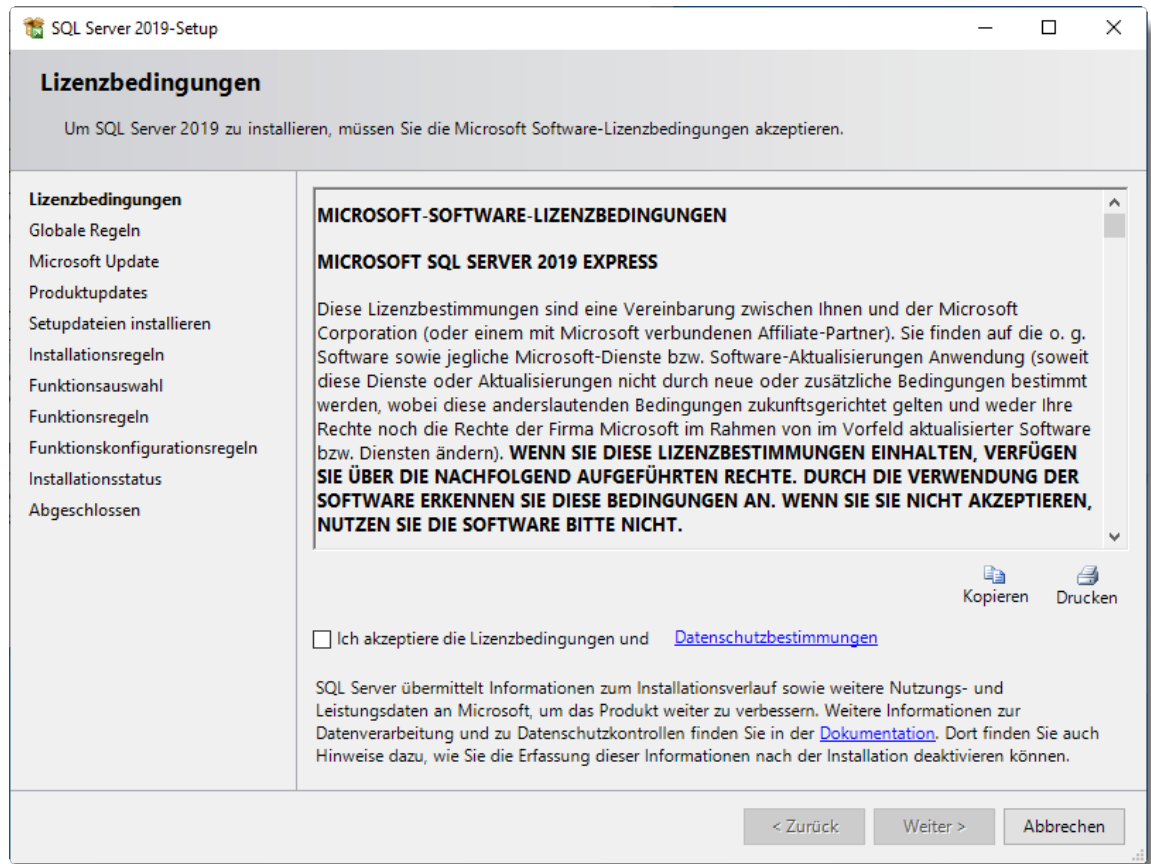 SQL Server 2019-Setup
Lizenzbedingungen
Um SQL Server 2019 zu installieren, müssen Sie die Microsoft Software-Lizenzbedingungen akzeptieren.
Lizenzbedingungen
Globale Regeln
Microsoft Update
Produktupdates
Setupdateien installieren
Installationsregeln
Funktionsauswahl
Funktionsregeln
Funktionskonfigurationsregeln
Installationsstatus
Abgeschlossen
MICROSOFT-SOFTWARE-LIZENZBEDINGUNGEN
MICROSOFT SQL SERVER 2019 EXPRESS
Diese Lizenzbestimmungen sind eine Vereinbarung zwischen Ihnen und der Microsoft
Corporation (oder einem mit Microsoft verbundenen Affiliate-Partner). Sie finden auf die o. g.
Software sowie jegliche Microsoft-Dienste bzw. Software-Aktualisierungen Anwendung (soweit
diese Dienste oder Aktualisierungen nicht durch neue oder zusätzliche Bedingungen bestimmt
werden, wobei diese anderslautenden Bedingungen zukunftsgerichtet gelten und weder Ihre
Rechte noch die Rechte der Firma Microsoft im Rahmen von im Vorfeld aktualisierter Software
bzw. Diensten ändern). WENN SIE DIESE LIZENZBESTIMMUNGEN EINHALTEN, VERFÜGEN
SIE ÜBER DIE NACHFOLGEND AUFGEFÜHRTEN RECHTE. DURCH DIE VERWENDUNG DER
SOFTWARE ERKENNEN SIE DIESE BEDINGUNGEN AN. WENN SIE SIE NICHT AKZEPTIEREN,
NUTZEN SIE DIE SOFTWARE BITTE NICHT.
Kopieren Drucken
Ich akzeptiere die Lizenzbedingungen und Datenschutzbestimmungen
SQL Server übermittelt Informationen zum Installationsverlauf sowie weitere Nutzungs- und
Leistungsdaten an Microsoft, um das Produkt weiter zu verbessern. Weitere Informationen zur
Datenverarbeitung und zu Datenschutzkontrollen finden Sie in der Dokumentation. Dort finden Sie auch
Hinweise dazu, wie Sie die Erfassung dieser Informationen nach der Installation deaktivieren können.
< Zurück Weiter > Abbrechen